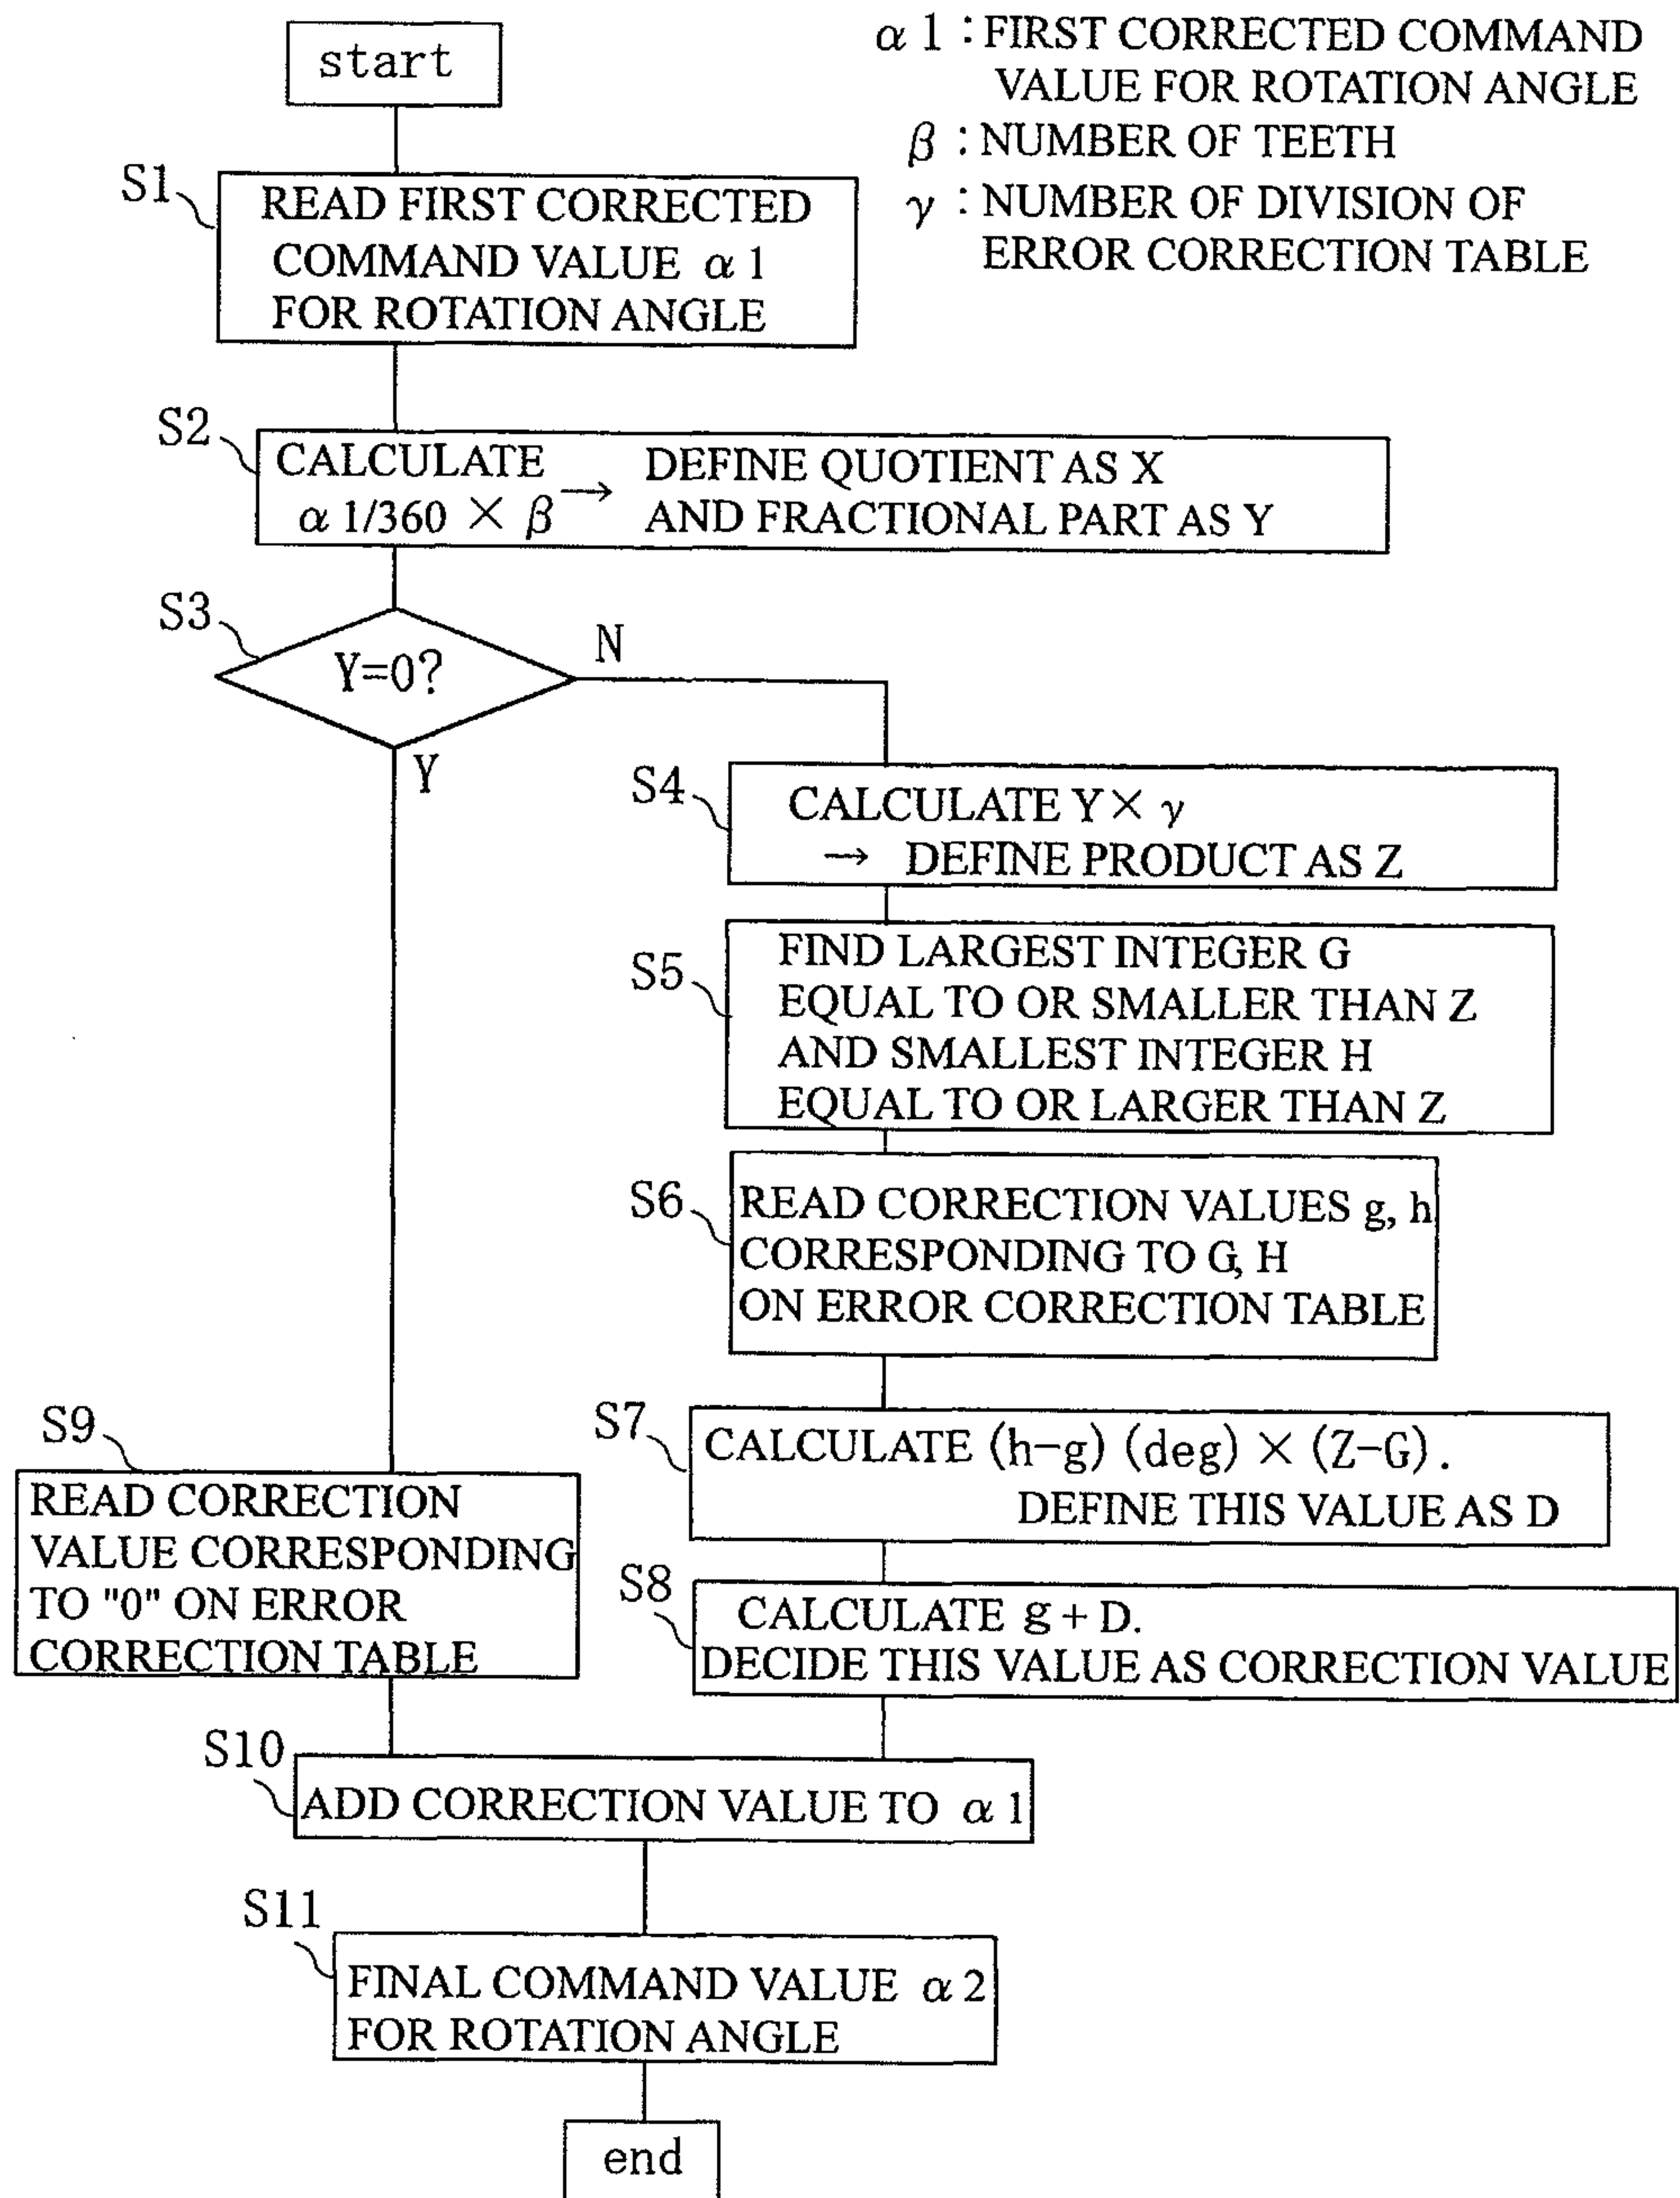 start
α 1 : FIRST CORRECTED COMMAND
VALUE FOR ROTATION ANGLE
β : NUMBER OF TEETH
γ : NUMBER OF DIVISION OF
ERROR CORRECTION TABLE
S1
READ FIRST CORRECTED
COMMAND VALUE α 1
FOR ROTATION ANGLE
S2
CALCULATE
α 1/360 × β →
DEFINE QUOTIENT AS X
AND FRACTIONAL PART AS Y
S3
Y=0?
N
Y
S4
CALCULATE Y× γ
→ DEFINE PRODUCT AS Z
S5
FIND LARGEST INTEGER G
EQUAL TO OR SMALLER THAN Z
AND SMALLEST INTEGER H
EQUAL TO OR LARGER THAN Z
S6
READ CORRECTION VALUES g, h
CORRESPONDING TO G, H
ON ERROR CORRECTION TABLE
S7
CALCULATE (h-g) (deg) × (Z-G).
DEFINE THIS VALUE AS D
S8
CALCULATE g + D.
DECIDE THIS VALUE AS CORRECTION VALUE
S9
READ CORRECTION
VALUE CORRESPONDING
TO "0" ON ERROR
CORRECTION TABLE
S10
ADD CORRECTION VALUE TO α 1
S11
FINAL COMMAND VALUE α 2
FOR ROTATION ANGLE
end